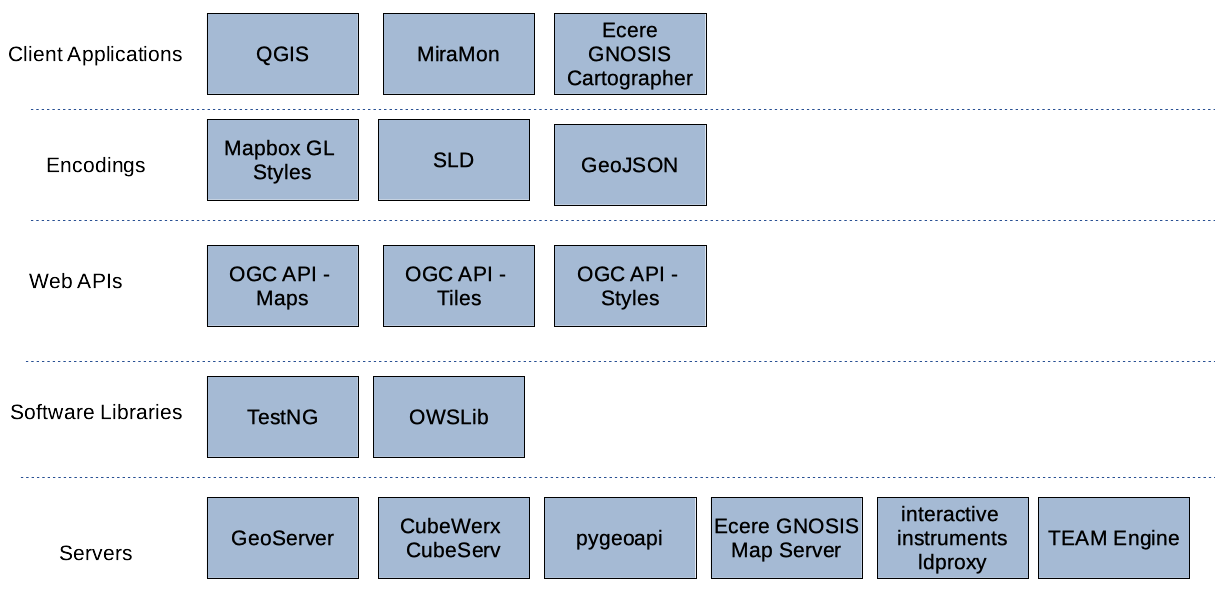 Client Applications
QGIS
MiraMon
Ecere
GNOSIS
Cartographer
Encodings
Mapbox GL
Styles
SLD
GeoJSON
Web APIs
OGC API -
Maps
OGC API -
Tiles
OGC API -
Styles
Software Libraries
TestNG
OWSLib
Servers
GeoServer
CubeWerx
CubeServ
pygeoapi
Ecere GNOSIS
Map Server
interactive
instruments
ldproxy
TEAM Engine